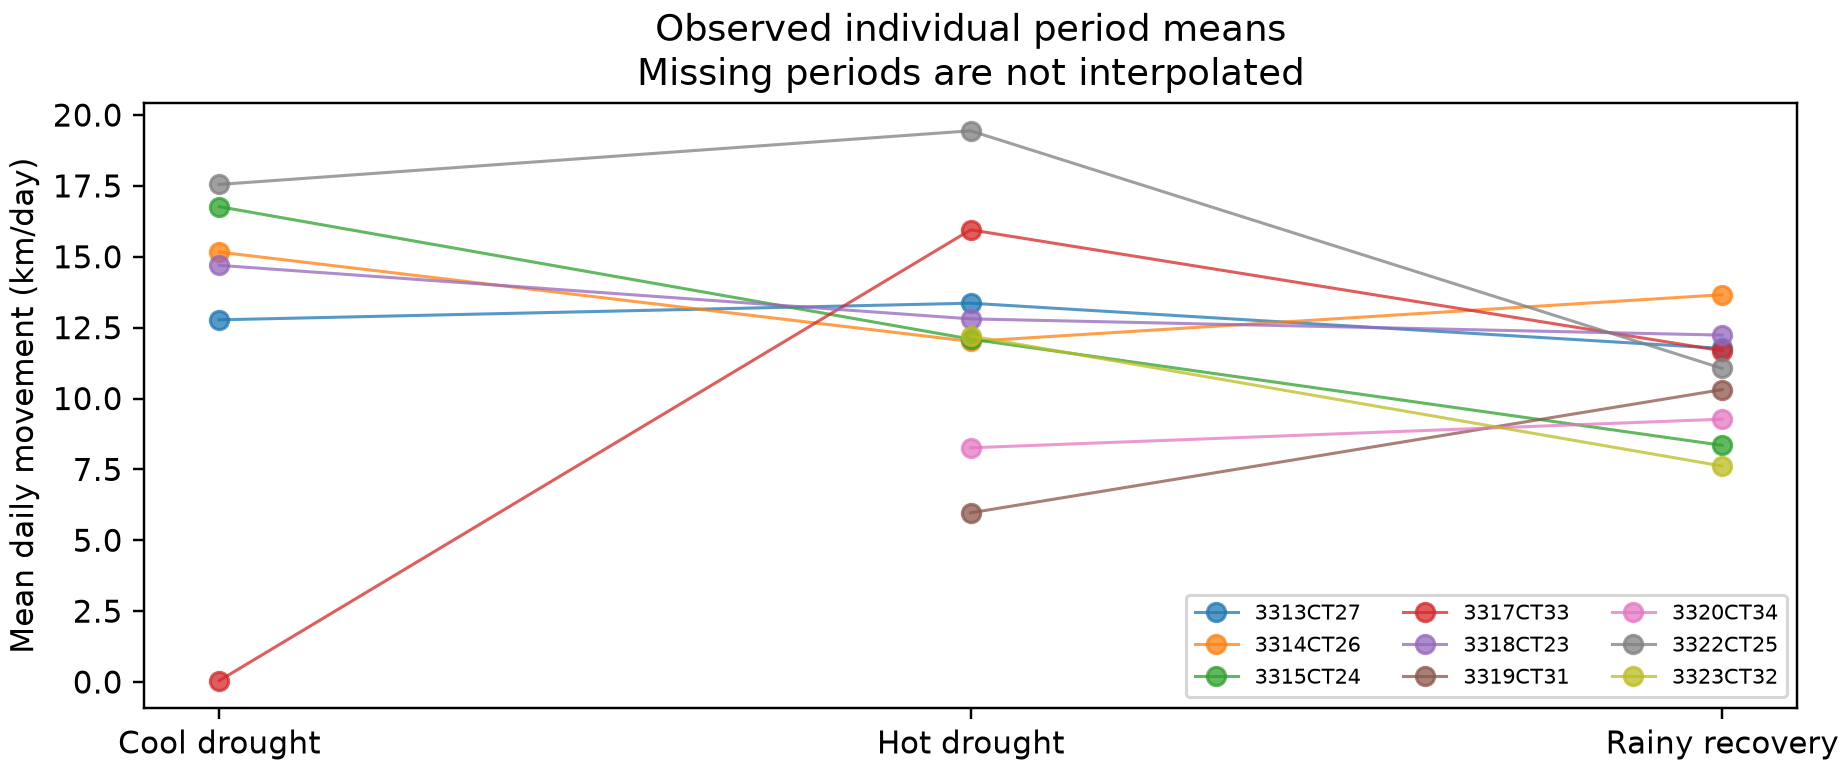 Observed individual period means
Missing periods are not interpolated
Mean daily movement (km/day)
20.0
17.5
15.0
12.5
10.0
7.5
5.0
2.5
0.0
3313CT27 3317CT33 3320CT34
3314CT26 3318CT23 3322CT25
3315CT24 3319CT31 3323CT32
Cool drought Hot drought Rainy recovery